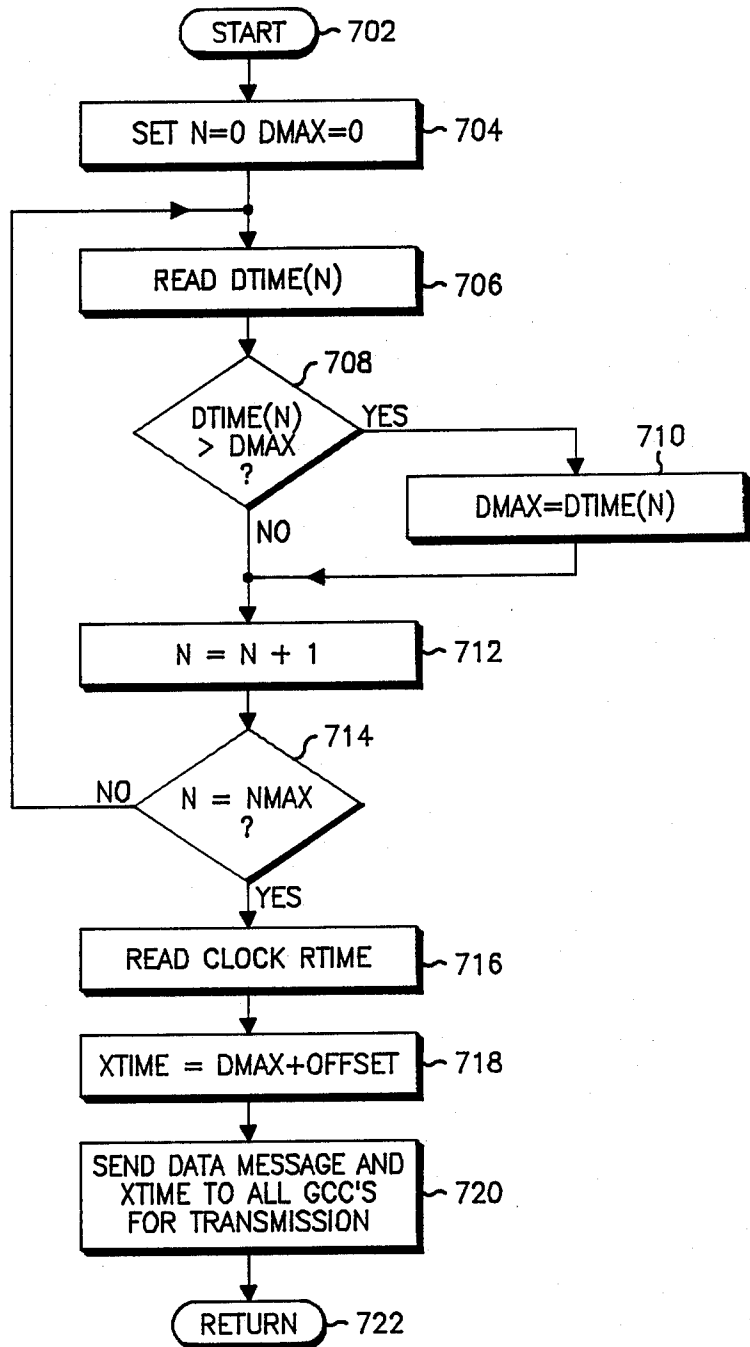 START
702
SET N=0 DMAX=0
704
READ DTIME(N)
706
708
DTIME(N)
> DMAX
?
YES
NO
710
DMAX=DTIME(N)
N = N + 1
712
714
N = NMAX
?
NO
YES
READ CLOCK RTIME
716
XTIME = DMAX+OFFSET
718
SEND DATA MESSAGE AND
XTIME TO ALL GCC'S
FOR TRANSMISSION
720
RETURN
722